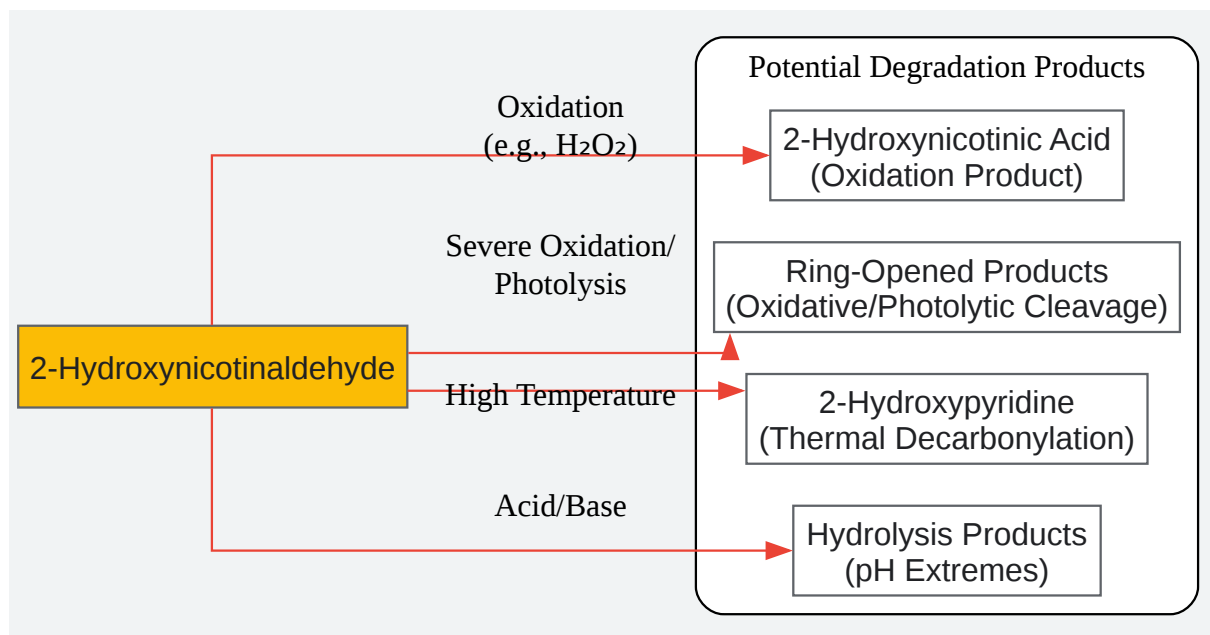 Potential Degradation Products
Oxidation
(e.g., H₂O₂)
2-Hydroxynicotinic Acid
(Oxidation Product)
Severe Oxidation/
Photolysis
Ring-Opened Products
(Oxidative/Photolytic Cleavage)
2-Hydroxynicotinaldehyde
High Temperature
2-Hydroxypyridine
(Thermal Decarbonylation)
Acid/Base
Hydrolysis Products
(pH Extremes)